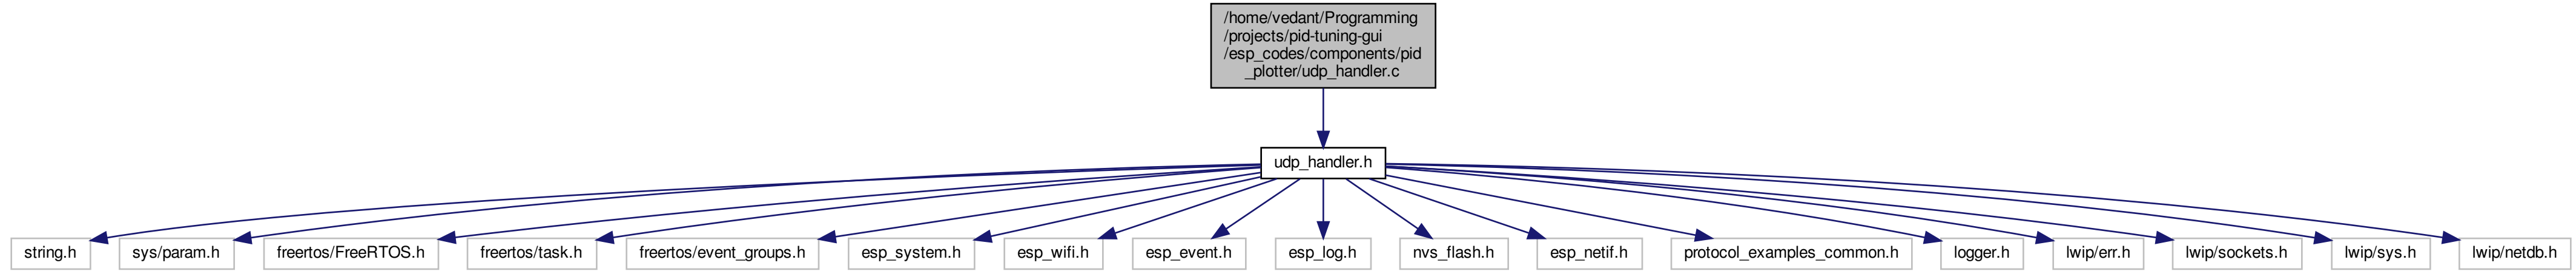 /home/vedant/Programming
/projects/pid-tuning-gui
/esp_codes/components/pid
_plotter/udp_handler.c
udp_handler.h
string.h
sys/param.h
freertos/FreeRTOS.h
freertos/task.h
freertos/event_groups.h
esp_system.h
esp_wifi.h
esp_event.h
esp_log.h
nvs_flash.h
esp_netif.h
protocol_examples_common.h
logger.h
lwip/err.h
lwip/sockets.h
lwip/sys.h
lwip/netdb.h